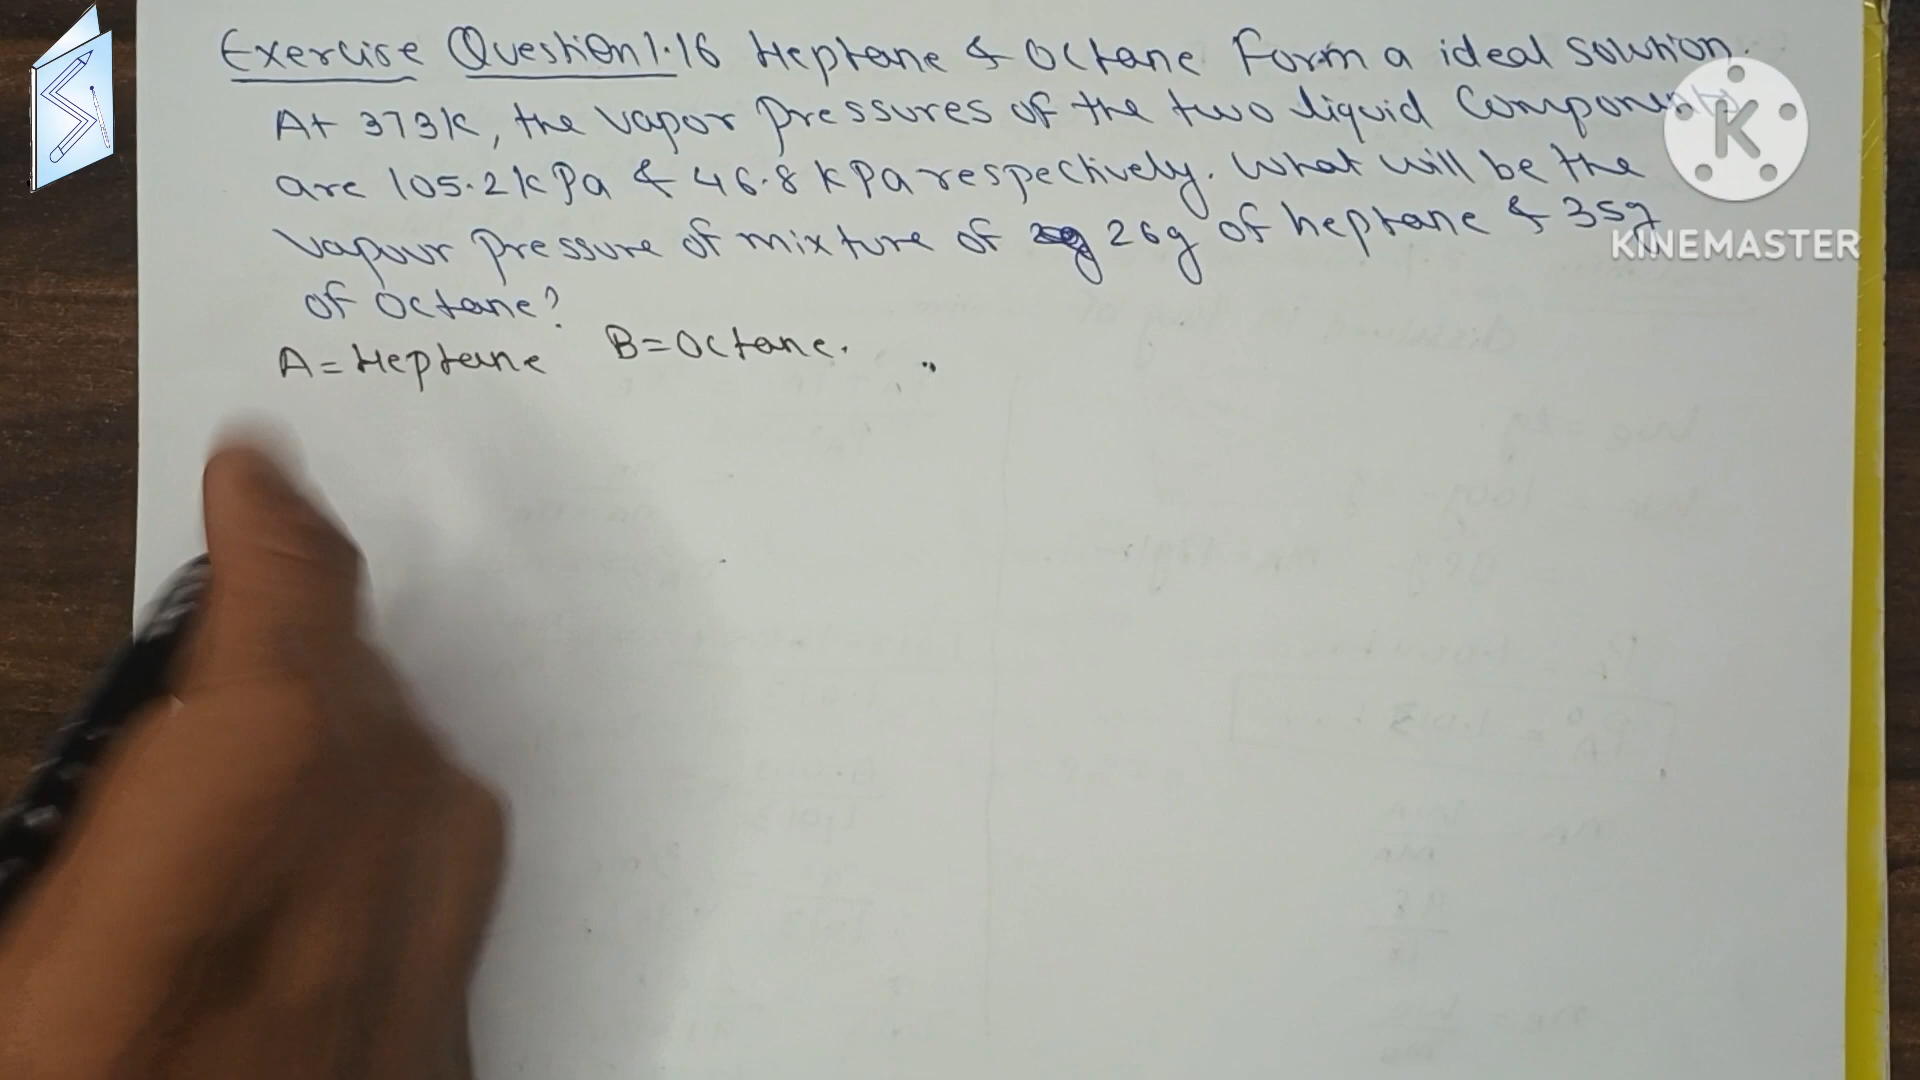 Exercise Question 1.16 Heptane & Octane Form a ideal solution.
At 373K, the vapor pressures of the two liquid Components
are 105.2 kPa & 46.8 kPa respectively. What will be the
vapour pressure of mixture of 26g of heptane & 35g
of Octane?
A = Heptane B = Octane.
K
KINEMASTER